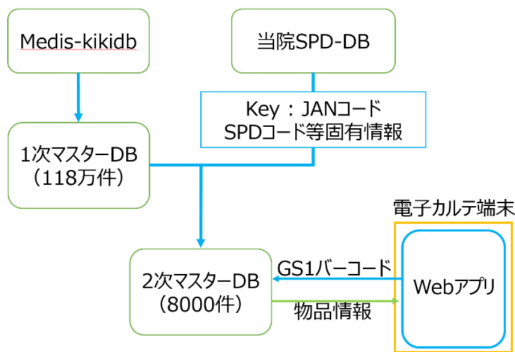 Medis-kikidb
当院SPD-DB
Key：JANコード
SPDコード等固有情報
1次マスターDB
（118万件）
電子カルテ端末
2次マスターDB
（8000件）
GS1バーコード
物品情報
Webアプリ